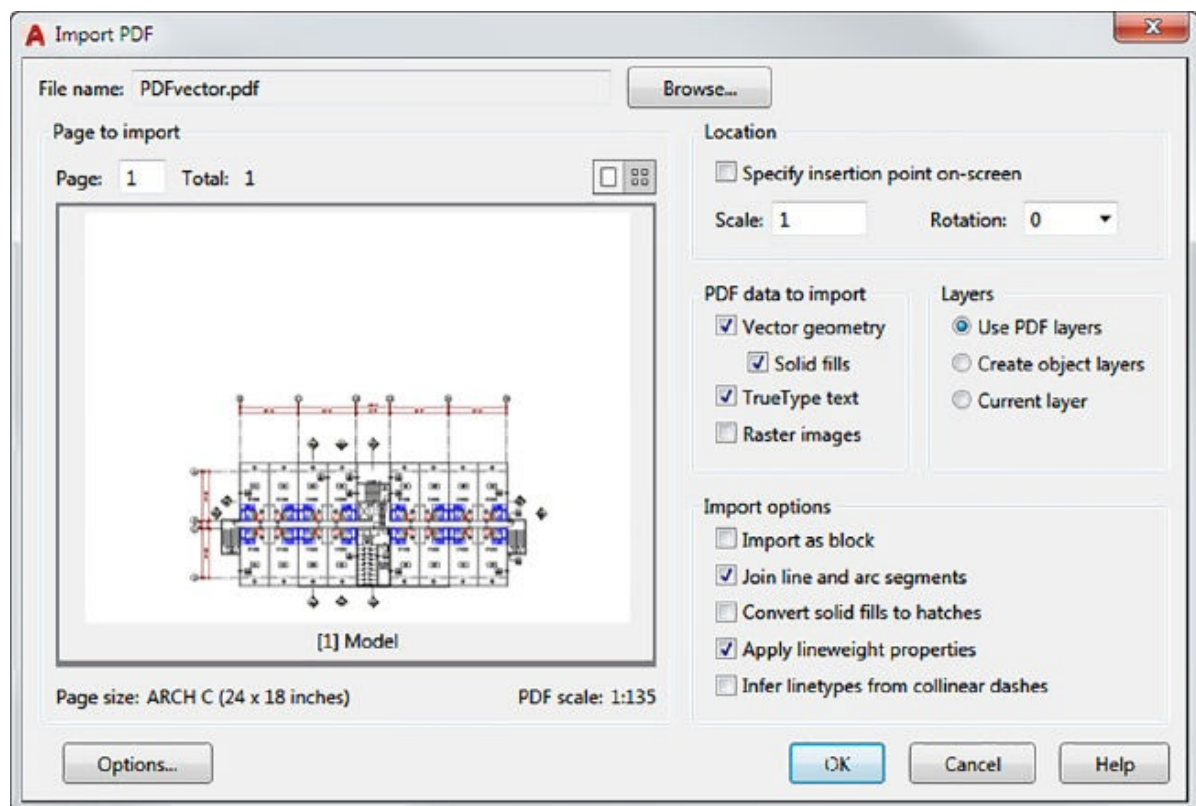 Import PDF
File name: PDFvector.pdf Browse...
Page to import
Page: 1 Total: 1
[1] Model
Page size: ARCH C (24 x 18 inches) PDF scale: 1:135
Location
Specify insertion point on-screen
Scale: 1 Rotation: 0
PDF data to import
Vector geometry
Solid fills
TrueType text
Raster images
Layers
Use PDF layers
Create object layers
Current layer
Import options
Import as block
Join line and arc segments
Convert solid fills to hatches
Apply lineweight properties
Infer linetypes from collinear dashes
Options... OK Cancel Help